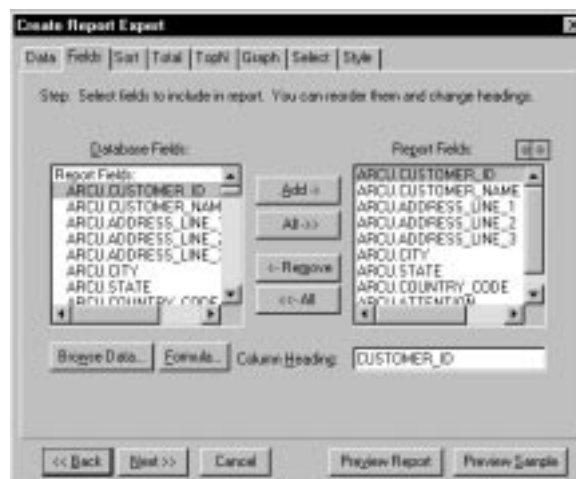 Create Report Expert
Data Fields Sort Total TopN Graph Select Style
Step: Select fields to include in report. You can reorder them and change headings.
Database Fields:
Report Fields:
ARCU.CUSTOMER_ID
ARCU.CUSTOMER_NAM
ARCU.ADDRESS_LINE_
ARCU.ADDRESS_LINE_
ARCU.ADDRESS_LINE_
ARCU.CITY
ARCU.STATE
ARCU.COUNTRY_CODE
Add ->
All ->>
<- Remove
<<- All
Report Fields:
ARCU.CUSTOMER_ID
ARCU.CUSTOMER_NAME
ARCU.ADDRESS_LINE_1
ARCU.ADDRESS_LINE_2
ARCU.ADDRESS_LINE_3
ARCU.CITY
ARCU.STATE
ARCU.COUNTRY_CODE
ARCU.ATTENTION
Browse Data... Formula... Column Heading: CUSTOMER_ID
<< Back Next >> Cancel Preview Report Preview Sample